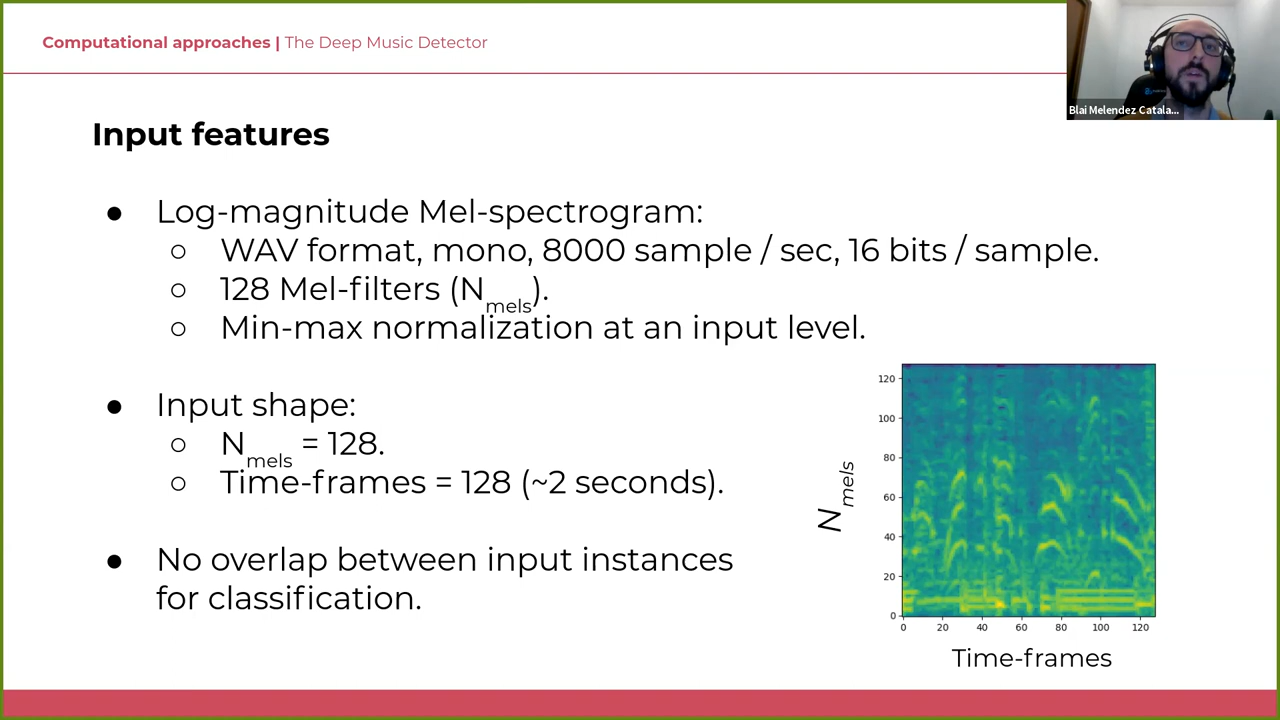 Computational approaches | The Deep Music Detector
Blai Melendez Catala...
Input features
● Log-magnitude Mel-spectrogram:
○ WAV format, mono, 8000 sample / sec, 16 bits / sample.
○ 128 Mel-filters (Nmels).
○ Min-max normalization at an input level.
● Input shape:
○ Nmels = 128.
○ Time-frames = 128 (~2 seconds).
● No overlap between input instances
for classification.
Nmels
120
100
80
60
40
20
0
0 20 40 60 80 100 120
Time-frames